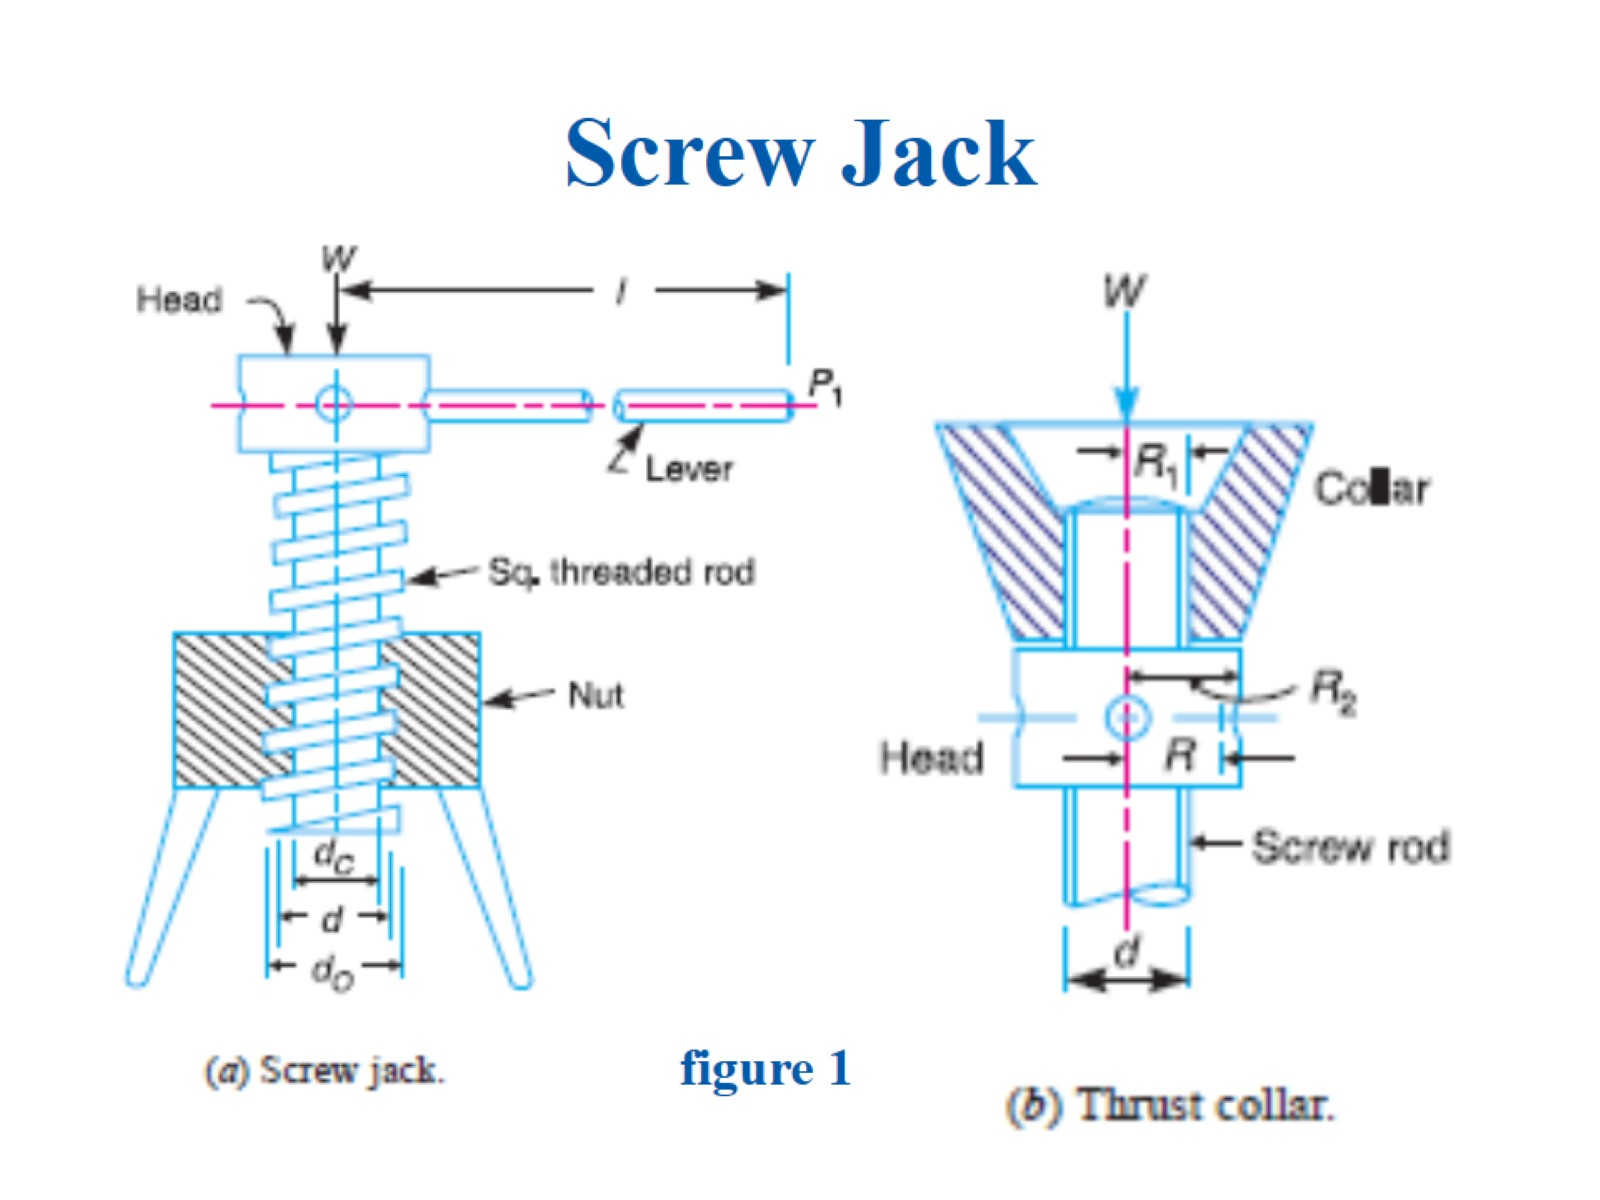 Screw Jack
W
Head
l
P1
Lever
Sq. threaded rod
Nut
dC
d
dO
(a) Screw jack.
figure 1
W
R1
Collar
R2
Head
R
Screw rod
d
(b) Thrust collar.